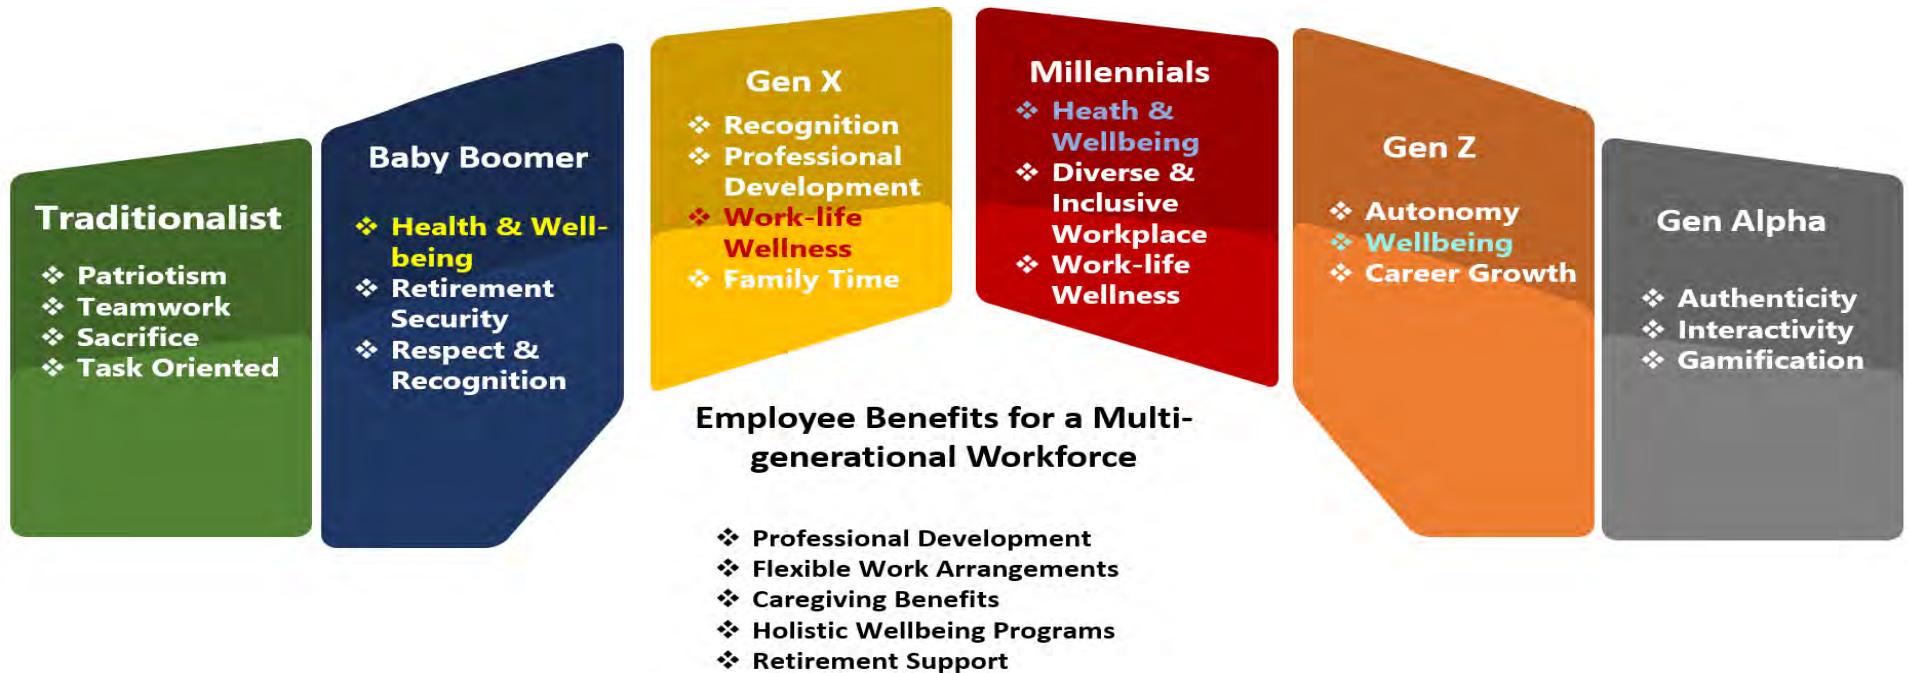 Traditionalist
❖ Patriotism
❖ Teamwork
❖ Sacrifice
❖ Task Oriented
Baby Boomer
❖ Health & Well-
being
❖ Retirement
Security
❖ Respect &
Recognition
Gen X
❖ Recognition
❖ Professional
Development
❖ Work-life
Wellness
❖ Family Time
Millennials
❖ Heath &
Wellbeing
❖ Diverse &
Inclusive
Workplace
❖ Work-life
Wellness
Gen Z
❖ Autonomy
❖ Wellbeing
❖ Career Growth
Gen Alpha
❖ Authenticity
❖ Interactivity
❖ Gamification
Employee Benefits for a Multi-
generational Workforce
❖ Professional Development
❖ Flexible Work Arrangements
❖ Caregiving Benefits
❖ Holistic Wellbeing Programs
❖ Retirement Support